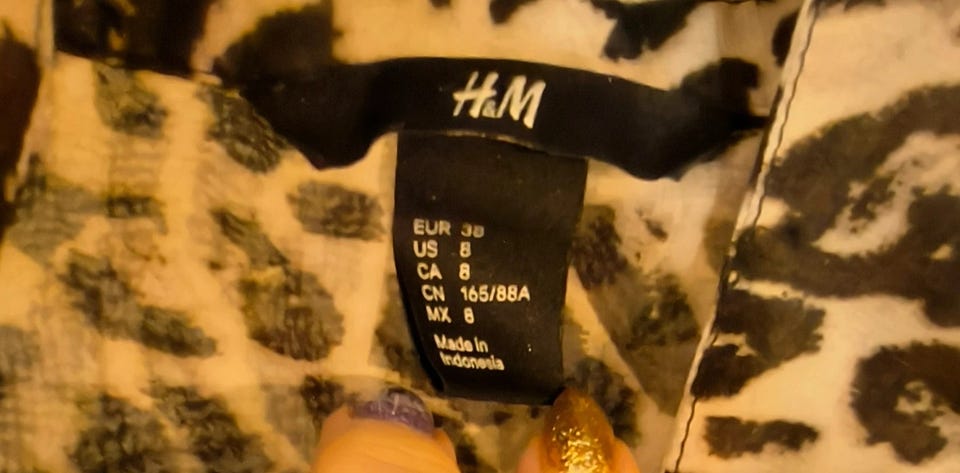 H&M
EUR 38
US 8
CA 8
CN 165/88A
MX 8
Made in
Indonesia